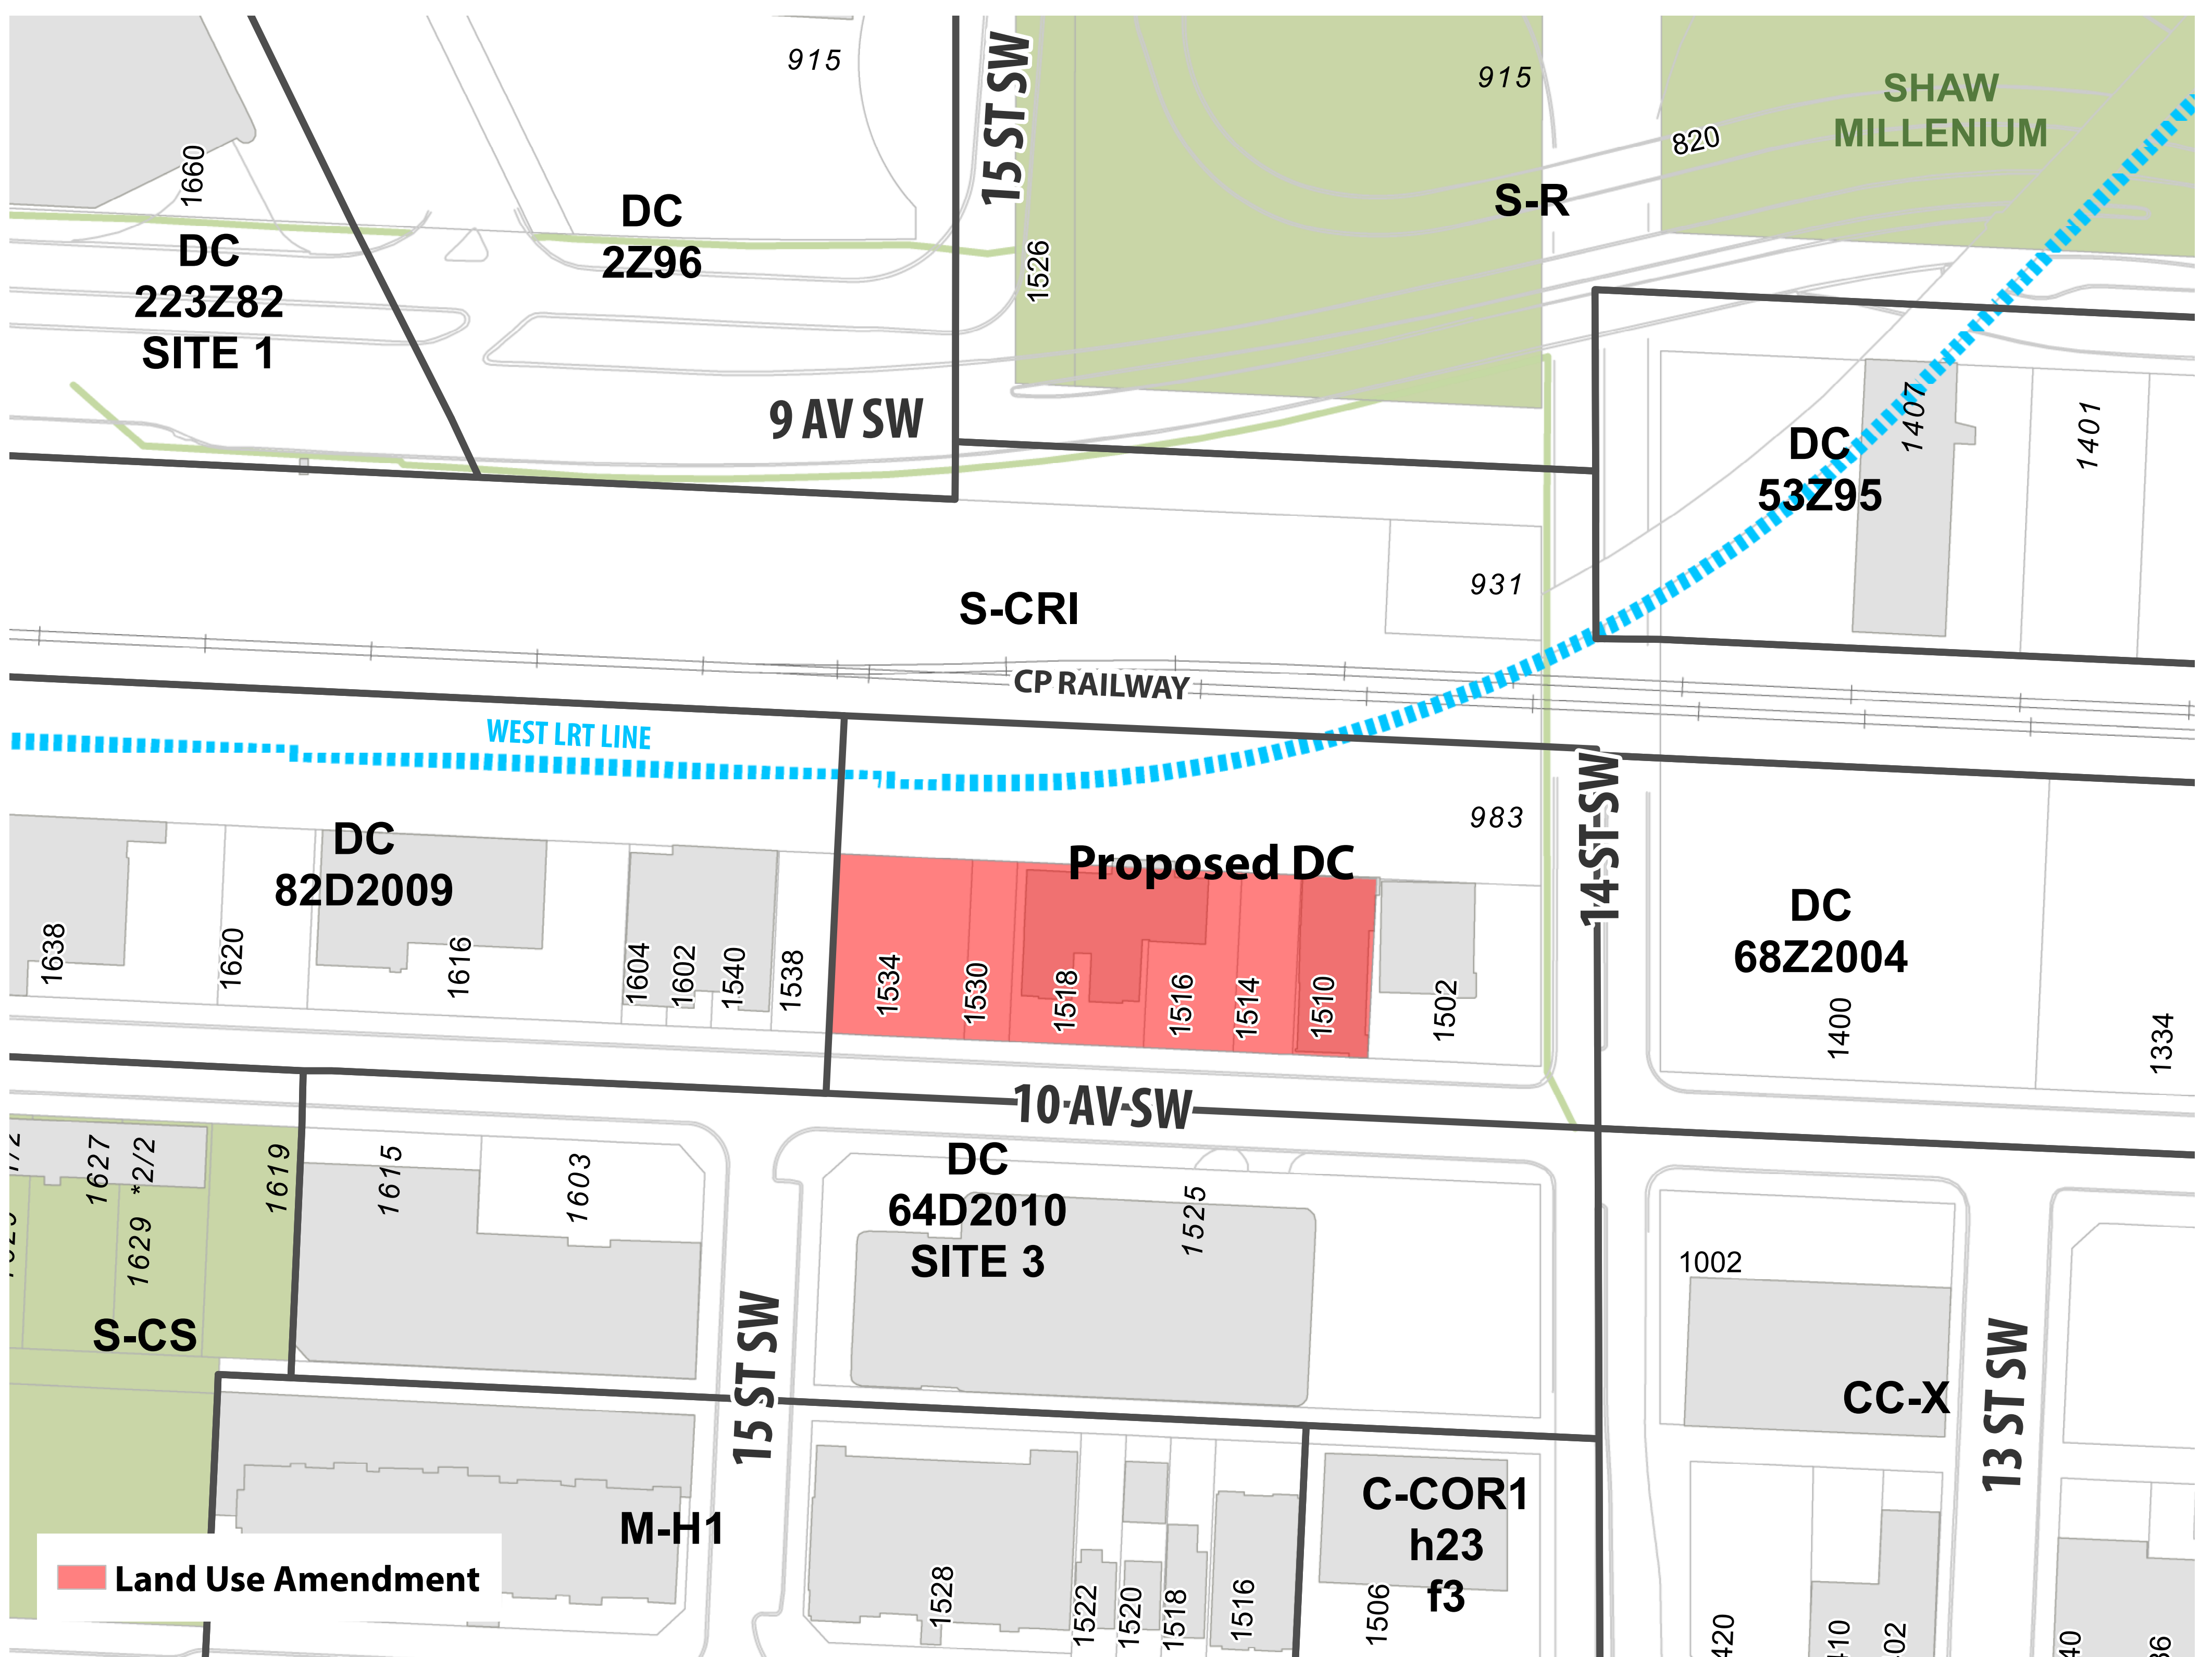 915
15 ST SW
915
SHAW
MILLENIUM
820
1660
DC
2Z96
S-R
DC
223Z82
SITE 1
1526
9 AV SW
1407
1401
DC
53Z95
931
S-CRI
CP RAILWAY
WEST LRT LINE
14 ST SW
983
DC
82D2009
Proposed DC
DC
68Z2004
1638
1620
1616
1604
1602
1540
1538
1534
1530
1518
1516
1514
1510
1502
1400
1334
10 AV SW
1627
*2/2
1629
1619
1615
1603
DC
64D2010
SITE 3
1525
1002
S-CS
15 ST SW
CC-X
13 ST SW
M-H1
C-COR1
h23
f3
Land Use Amendment
1528
1522
1520
1518
1516
1506
420